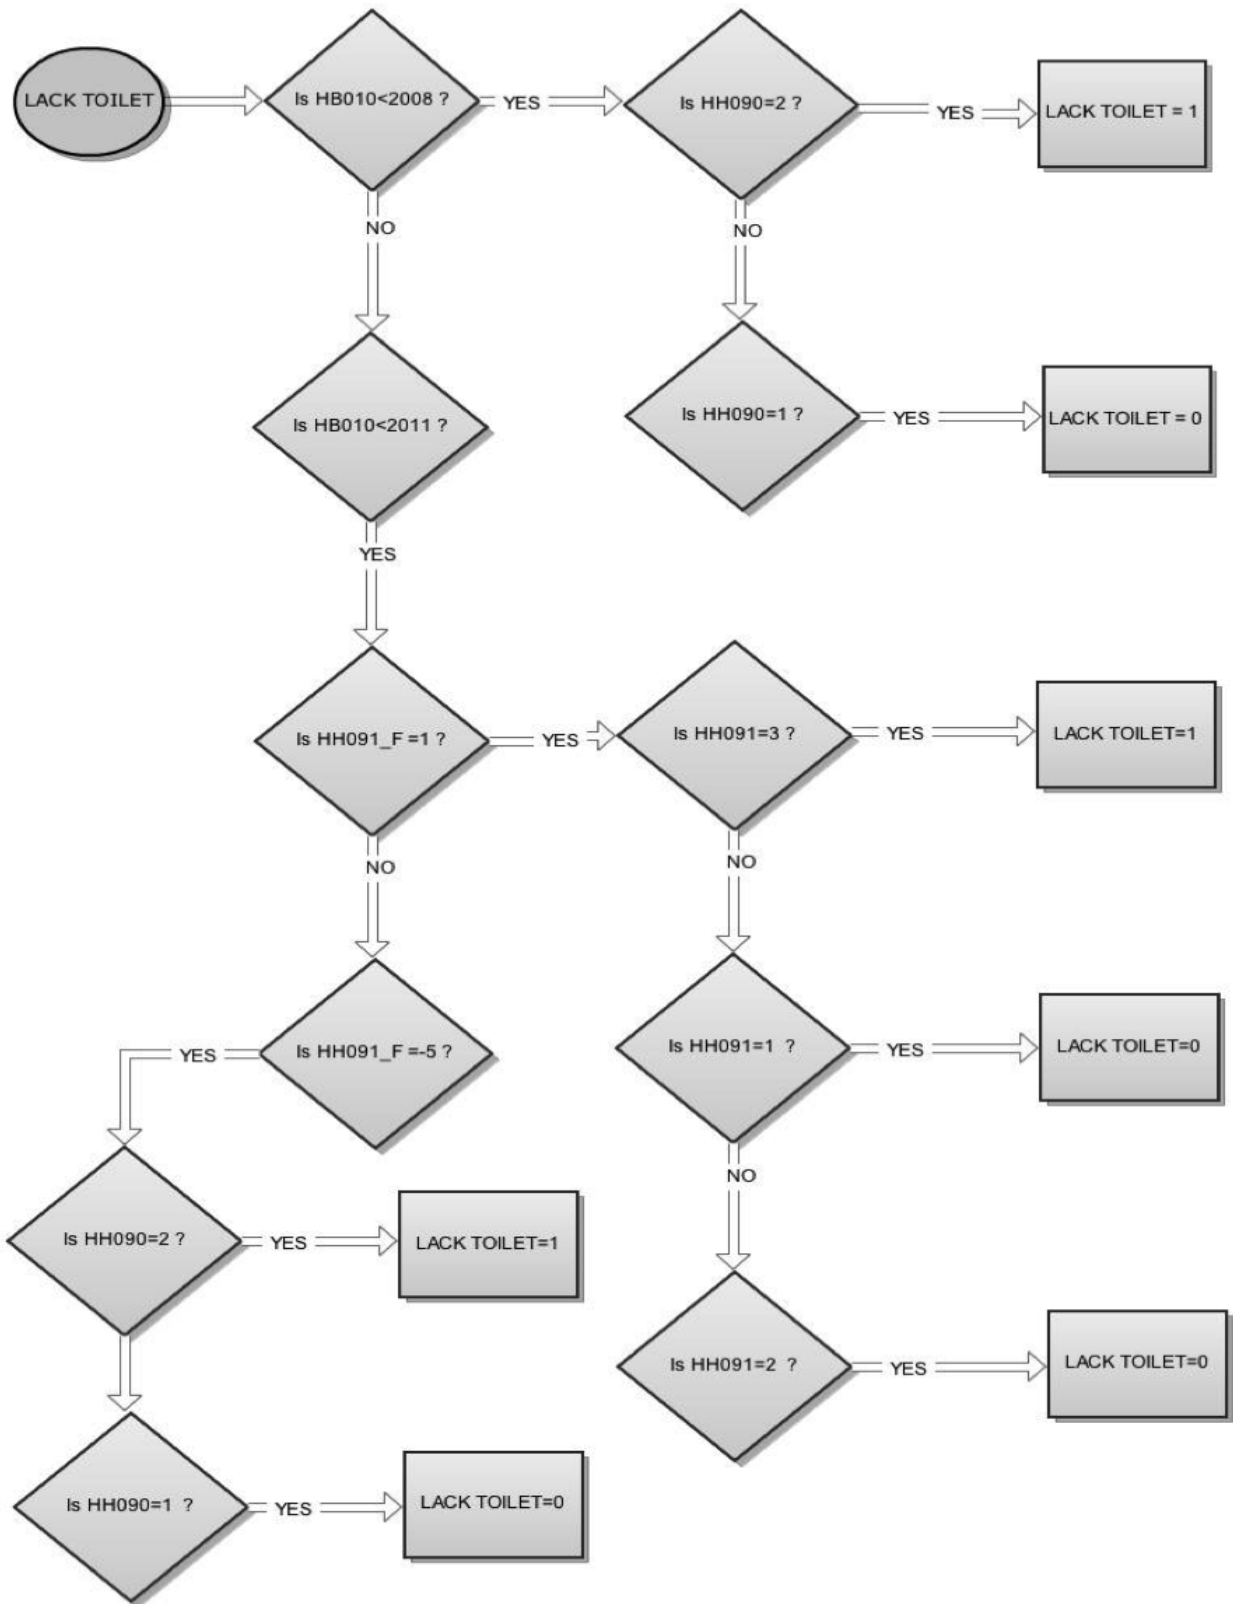 LACK TOILET
Is HB010<2008 ?
YES
Is HH090=2 ?
YES
LACK TOILET = 1
NO
NO
Is HB010<2011 ?
Is HH090=1 ?
YES
LACK TOILET = 0
YES
Is HH091_F =1 ?
YES
Is HH091=3 ?
YES
LACK TOILET=1
NO
NO
Is HH091_F =-5 ?
YES
Is HH091=1 ?
YES
LACK TOILET=0
NO
Is HH090=2 ?
YES
LACK TOILET=1
Is HH091=2 ?
YES
LACK TOILET=0
Is HH090=1 ?
YES
LACK TOILET=0